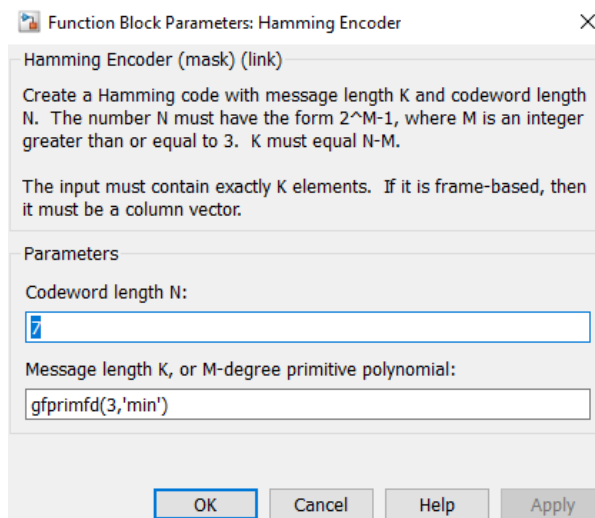 Function Block Parameters: Hamming Encoder
Hamming Encoder (mask) (link)
Create a Hamming code with message length K and codeword length
N.  The number N must have the form 2^M-1, where M is an integer
greater than or equal to 3.  K must equal N-M.
The input must contain exactly K elements.  If it is frame-based, then
it must be a column vector.
Parameters
Codeword length N:
7
Message length K, or M-degree primitive polynomial:
gfprimfd(3,'min')
OK Cancel Help Apply